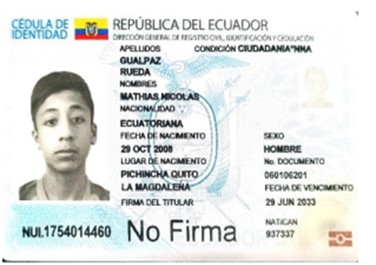 CÉDULA DE IDENTIDAD
REPÚBLICA DEL ECUADOR
DIRECCIÓN GENERAL DE REGISTRO CIVIL, IDENTIFICACIÓN Y CEDULACIÓN
APELLIDOS CONDICIÓN CIUDADANIA*NNA
GUALPAZ
RUEDA
NOMBRES
MATHIAS NICOLAS
NACIONALIDAD
ECUATORIANA
FECHA DE NACIMIENTO SEXO
29 OCT 2008 HOMBRE
LUGAR DE NACIMIENTO No. DOCUMENTO
PICHINCHA QUITO 060106201
LA MAGDALENA FECHA DE VENCIMIENTO
FIRMA DEL TITULAR 29 JUN 2033
NAT/CAN
NUI.1754014460 No Firma 937337